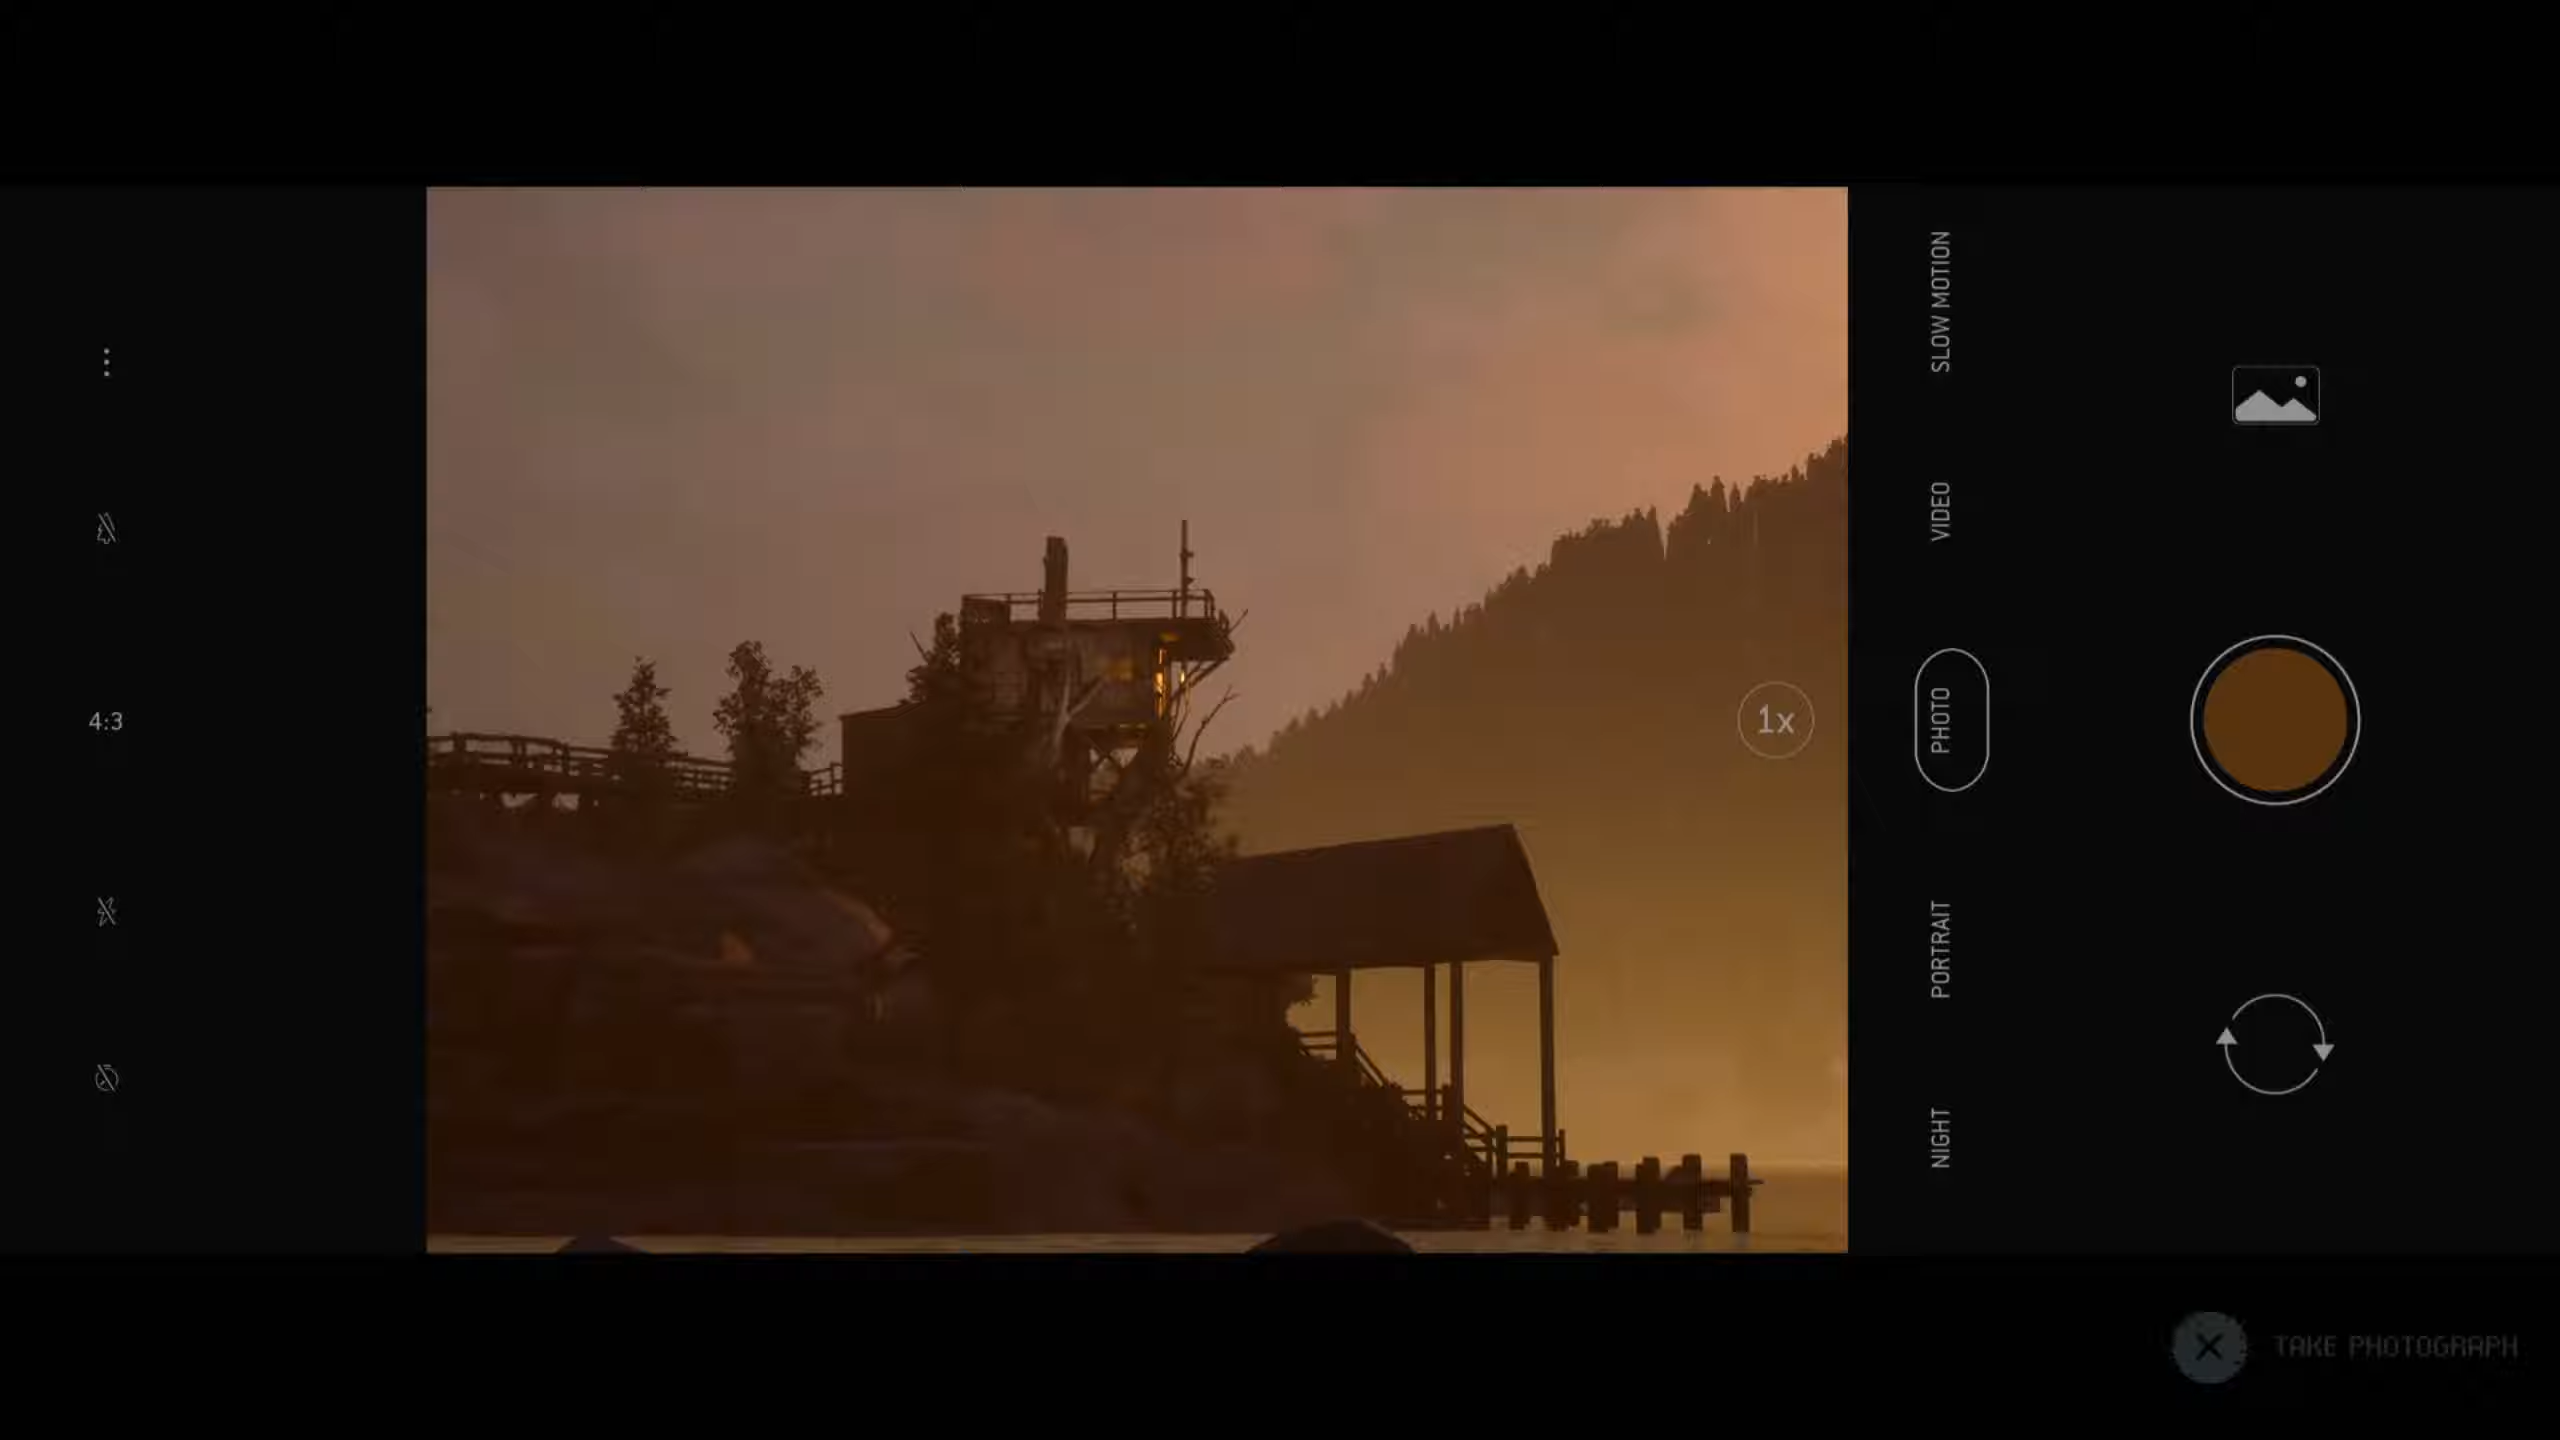 4:3
1x
SLOW MOTION
VIDEO
PHOTO
PORTRAIT
NIGHT
TAKE PHOTOGRAPH